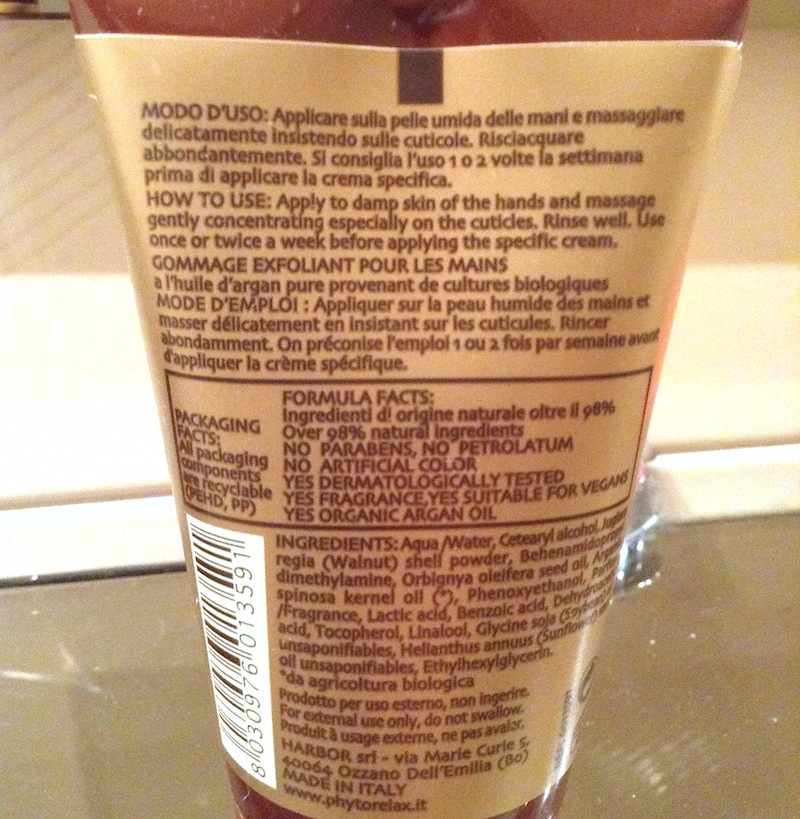 MODO D'USO: Applicare sulla pelle umida delle mani e massaggiare
delicatamente insistendo sulle cuticole. Risciacquare
abbondantemente. Si consiglia l'uso 1 o 2 volte la settimana
prima di applicare la crema specifica.
HOW TO USE: Apply to damp skin of the hands and massage
gently concentrating especially on the cuticles. Rinse well. Use
once or twice a week before applying the specific cream.
GOMMAGE EXFOLIANT POUR LES MAINS
a l'huile d'argan pure provenant de cultures biologiques
MODE D'EMPLOI : Appliquer sur la peau humide des mains et
masser délicatement en insistant sur les cuticules. Rincer
abondamment. On préconise l'emploi 1 ou 2 fois par semaine avant
d'appliquer la crème spécifique.
PACKAGING
FACTS:
All packaging
components
are recyclable
(PEHD, PP)
FORMULA FACTS:
Ingredienti di origine naturale oltre il 98%
Over 98% natural ingredients
NO PARABENS, NO PETROLATUM
NO ARTIFICIAL COLOR
YES DERMATOLOGICALLY TESTED
YES FRAGRANCE, YES SUITABLE FOR VEGANS
YES ORGANIC ARGAN OIL
INGREDIENTS: Aqua /Water, Cetearyl alcohol,
regia (Walnut) shell powder,
dimethylamine, Orbignya oleifera seed oil,
spinosa kernel oil (*), Phenoxyethanol,
/Fragrance, Lactic acid, Benzoic acid,
acid, Tocopherol, Linalool, Glycine soja (Soybean)
unsaponifiables, Helianthus annuus (Sunflower)
oil unsaponifiables, Ethylhexylglycerin.
*da agricoltura biologica
Prodotto per uso esterno, non ingerire.
For external use only, do not swallow.
Produit à usage externe, ne pas avaler.
HARBOR srl - via Marie Curie 5,
40064 Ozzano Dell'Emilia (Bo)
MADE IN ITALY
www.phytorelax.it
8 030976 013591